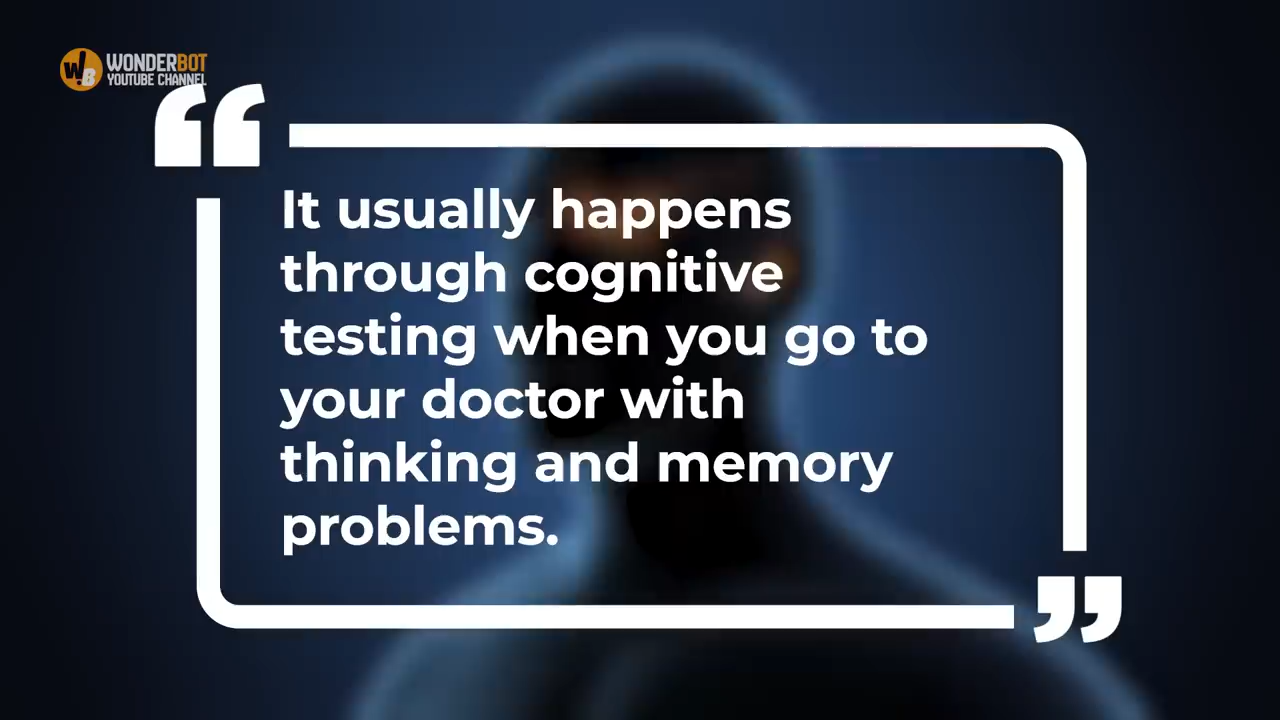 WONDERBOT
YOUTUBE CHANNEL
“
It usually happens
through cognitive
testing when you go to
your doctor with
thinking and memory
problems.
”